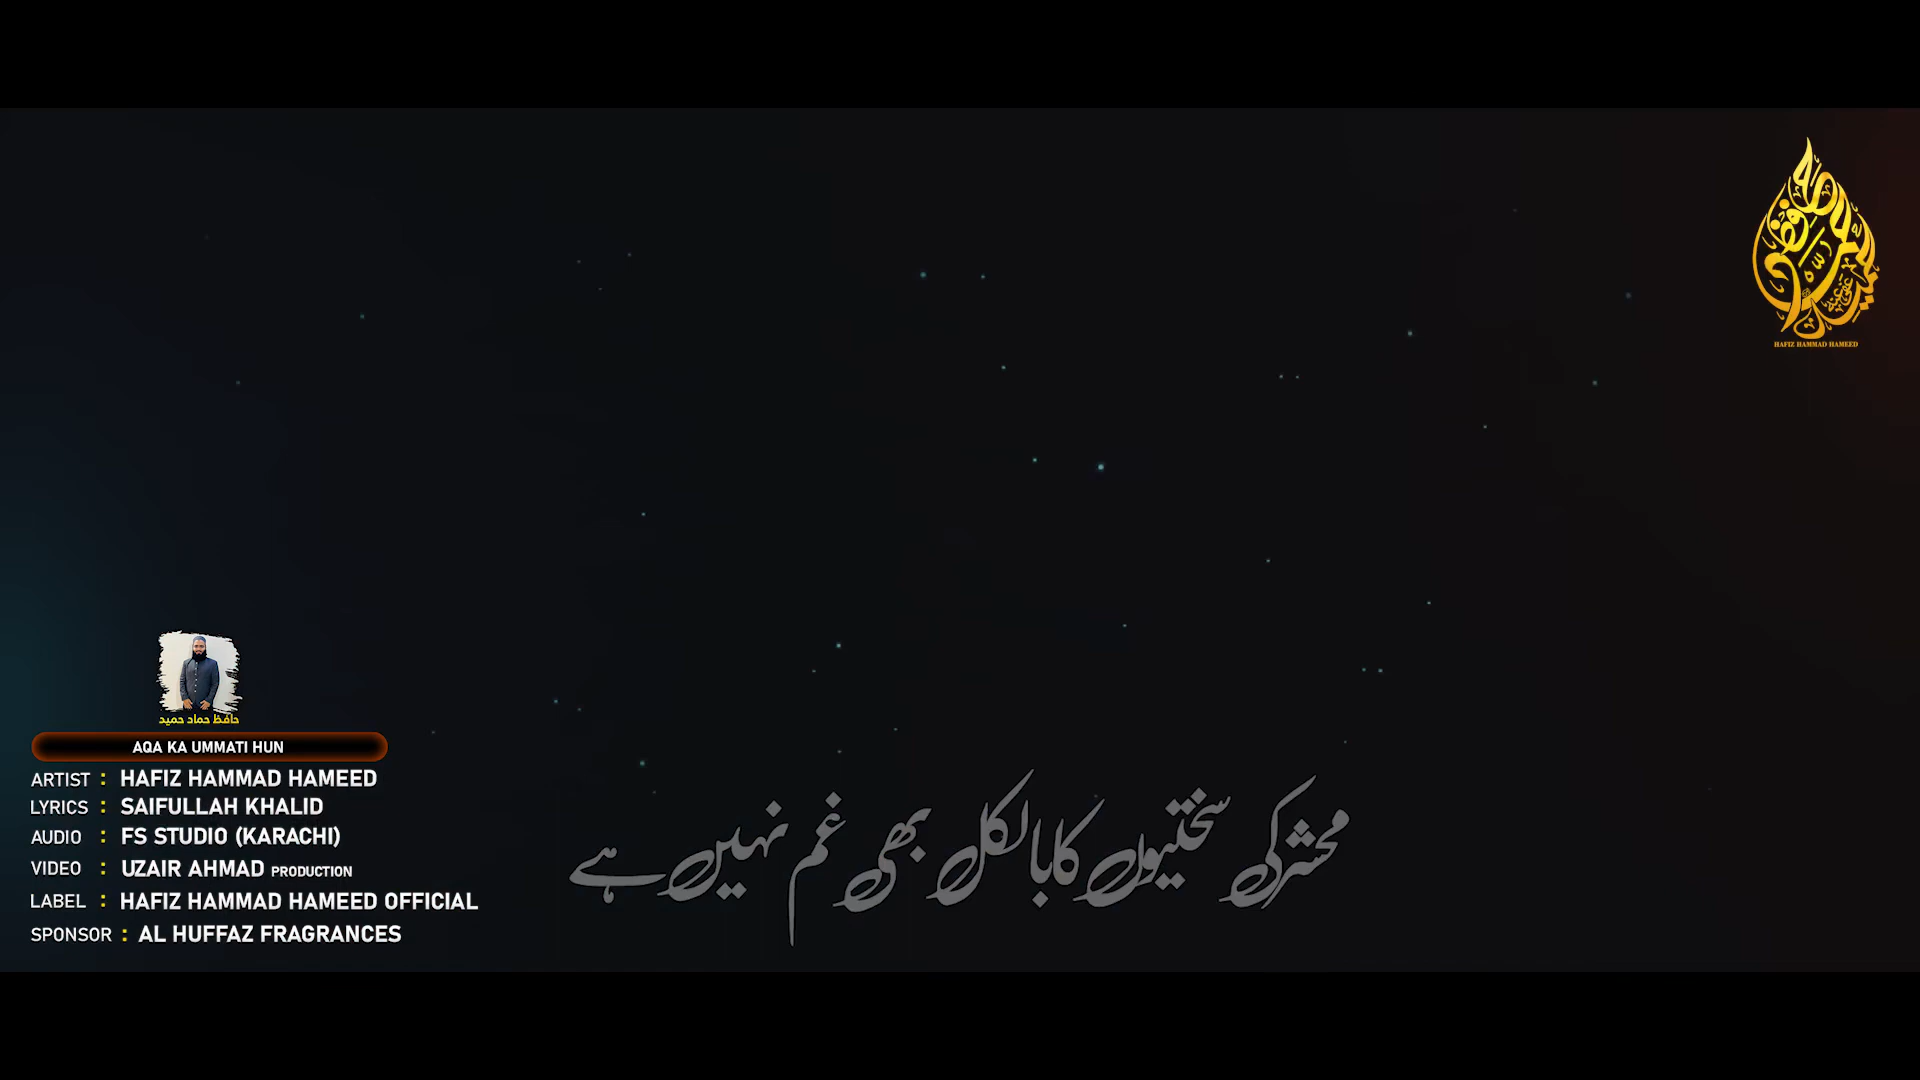 HAFIZ HAMMAD HAMEED
حافظ حماد حمید
AQA KA UMMATI HUN
ARTIST : HAFIZ HAMMAD HAMEED
LYRICS : SAIFULLAH KHALID
AUDIO : FS STUDIO (KARACHI)
VIDEO : UZAIR AHMAD PRODUCTION
LABEL : HAFIZ HAMMAD HAMEED OFFICIAL
SPONSOR : AL HUFFAZ FRAGRANCES
محشر کی سختیوں کا بالکل بھی غم نہیں ہے